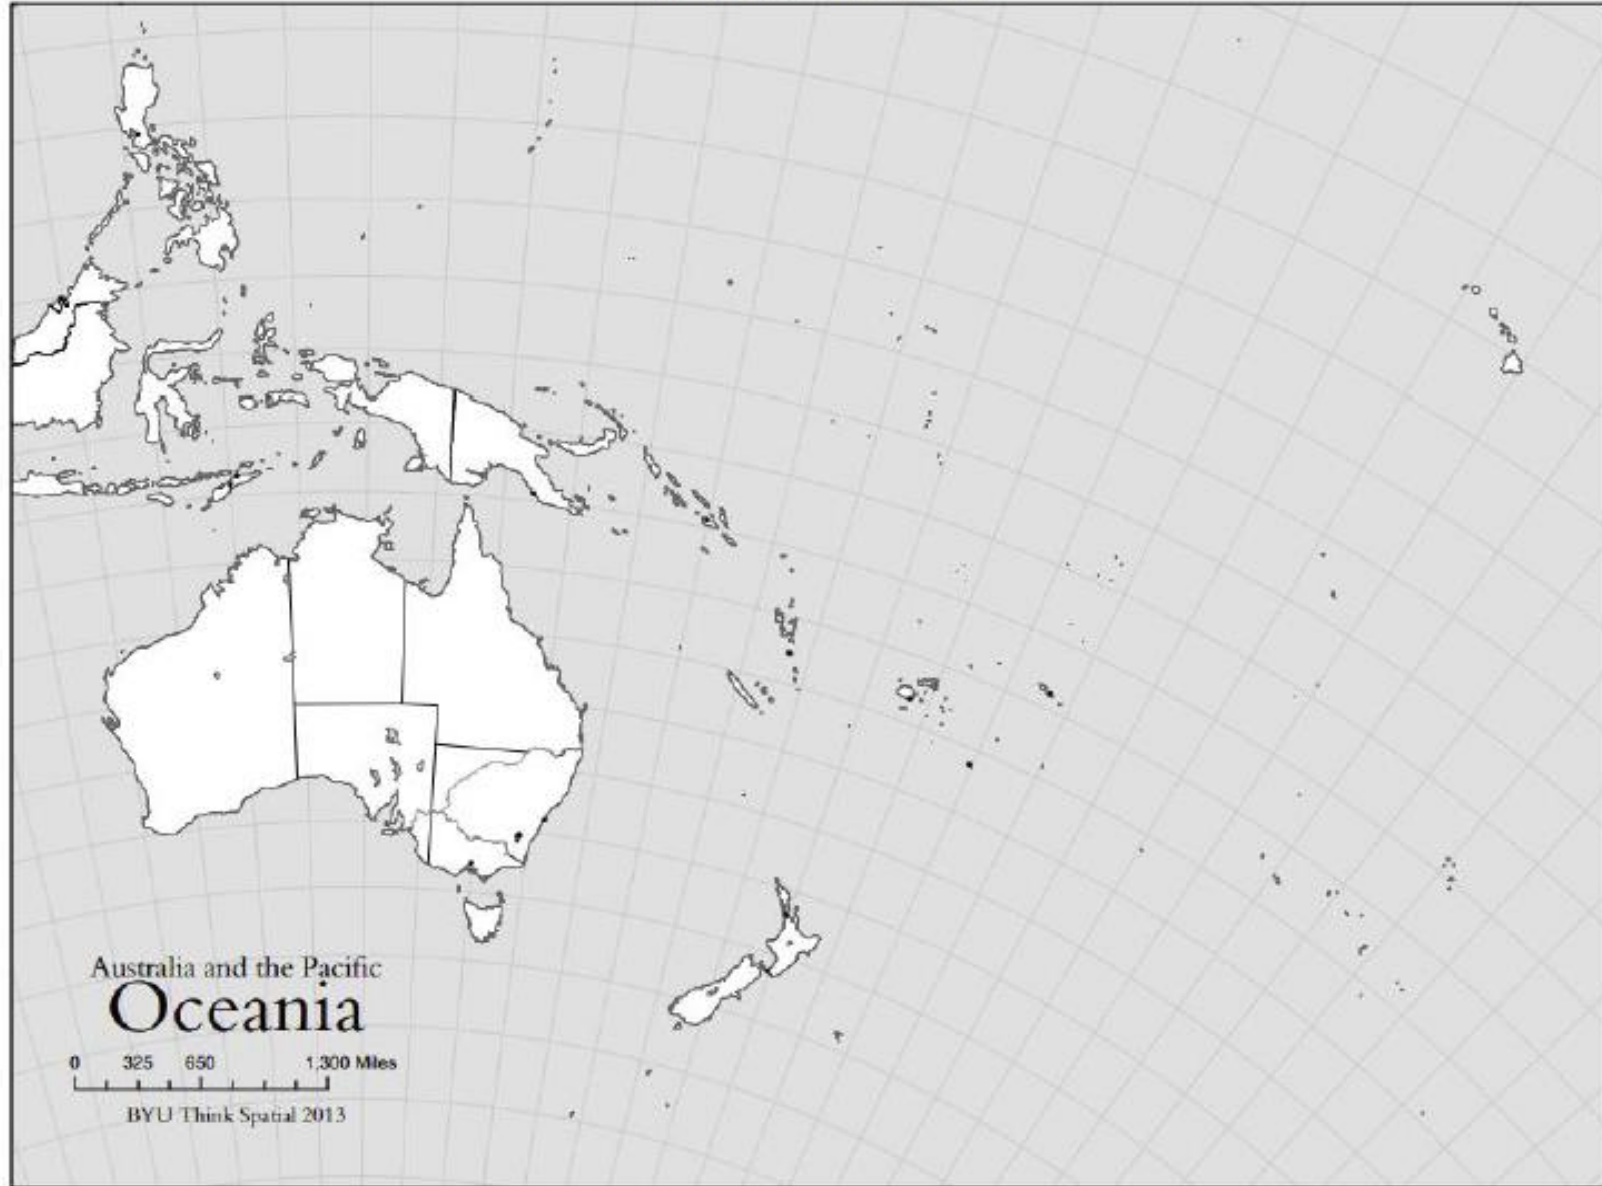 Australia and the Pacific
Oceania
0 325 650 1,300 Miles
BYU Think Spatial 2013